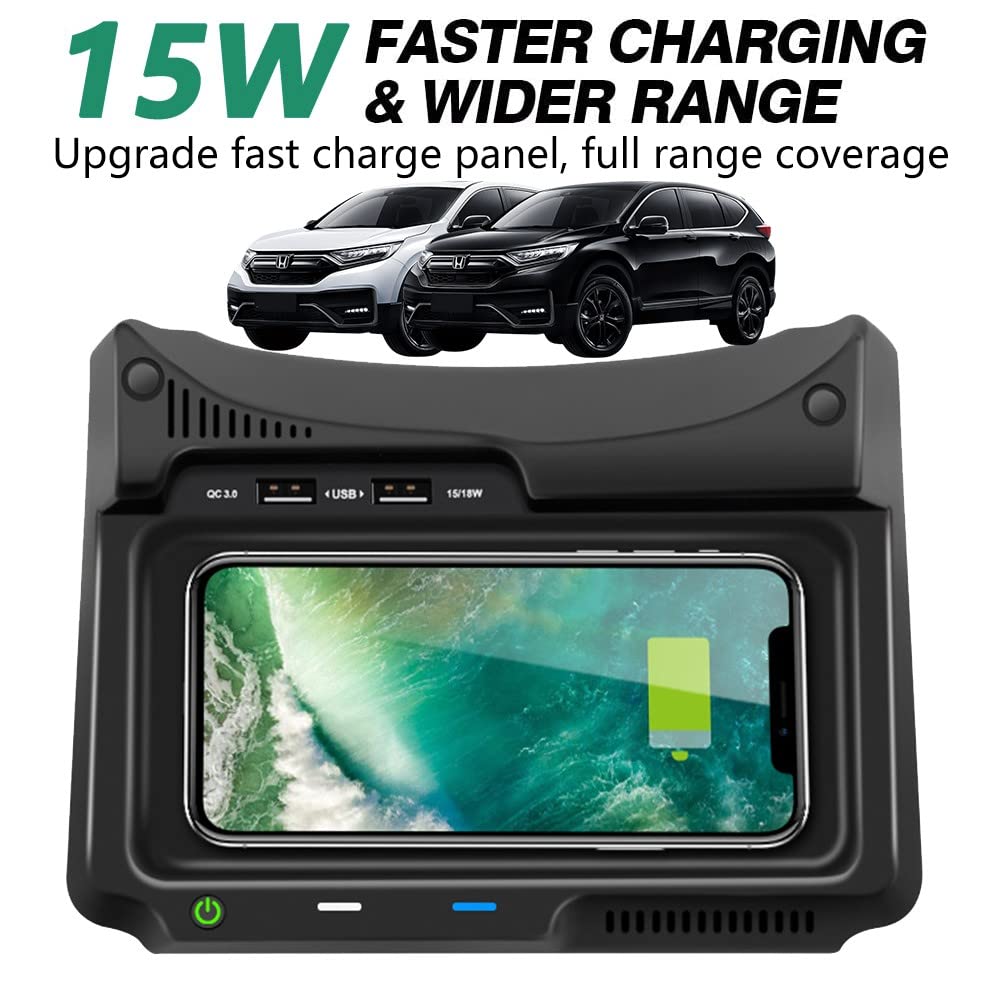 15W FASTER CHARGING
& WIDER RANGE
Upgrade fast charge panel, full range coverage
QC 3.0 ◂USB▸ 15/18W